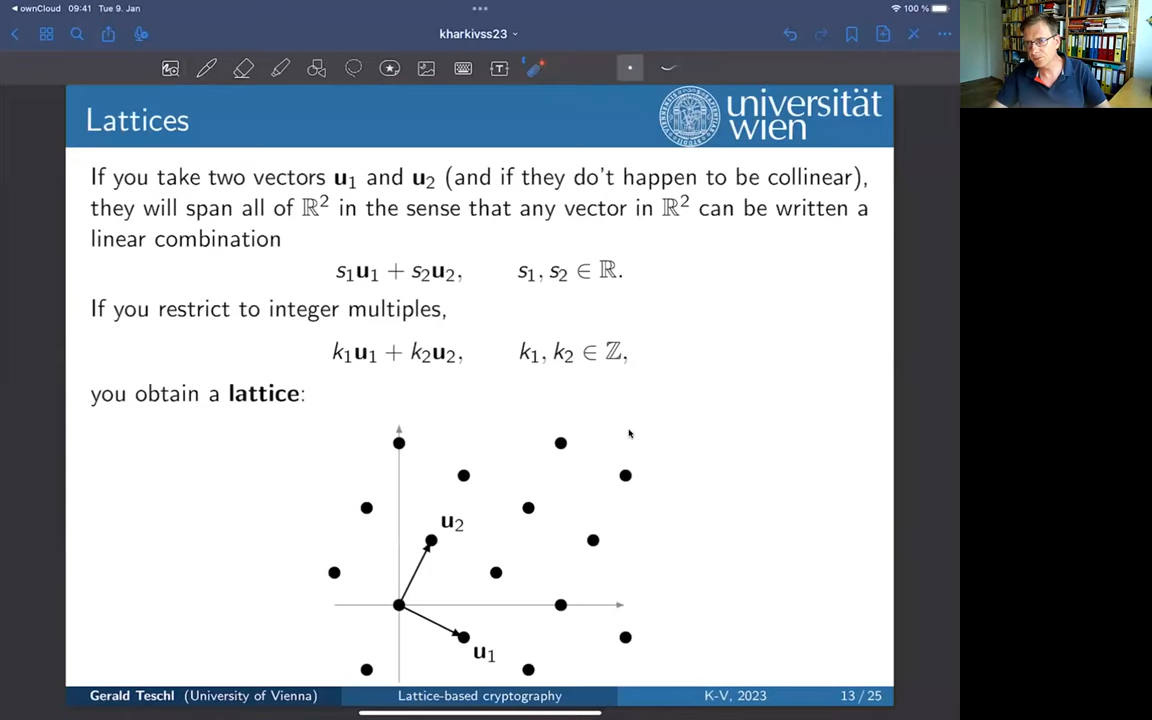 ownCloud 09:41 Tue 9. Jan
100 %
kharkivss23
Lattices
universität
wien
If you take two vectors u₁ and u₂ (and if they do't happen to be collinear),
they will span all of ℝ² in the sense that any vector in ℝ² can be written a
linear combination
s₁u₁ + s₂u₂, s₁, s₂ ∈ ℝ.
If you restrict to integer multiples,
k₁u₁ + k₂u₂, k₁, k₂ ∈ ℤ,
you obtain a lattice:
u₂
u₁
Gerald Teschl (University of Vienna) Lattice-based cryptography K-V, 2023 13 / 25